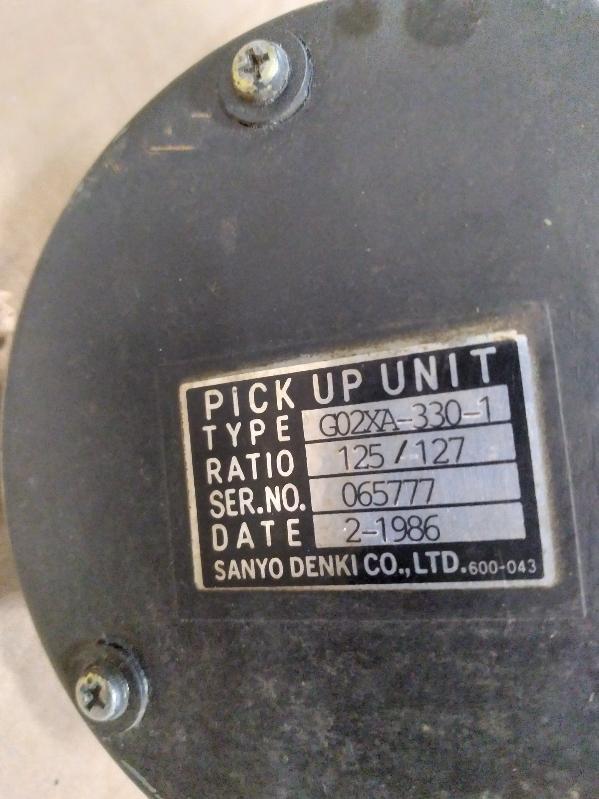 PICK UP UNIT
TYPE G02XA-330-1
RATIO 125/127
SER.NO. 065777
DATE 2-1986
SANYO DENKI CO.,LTD. 600-043